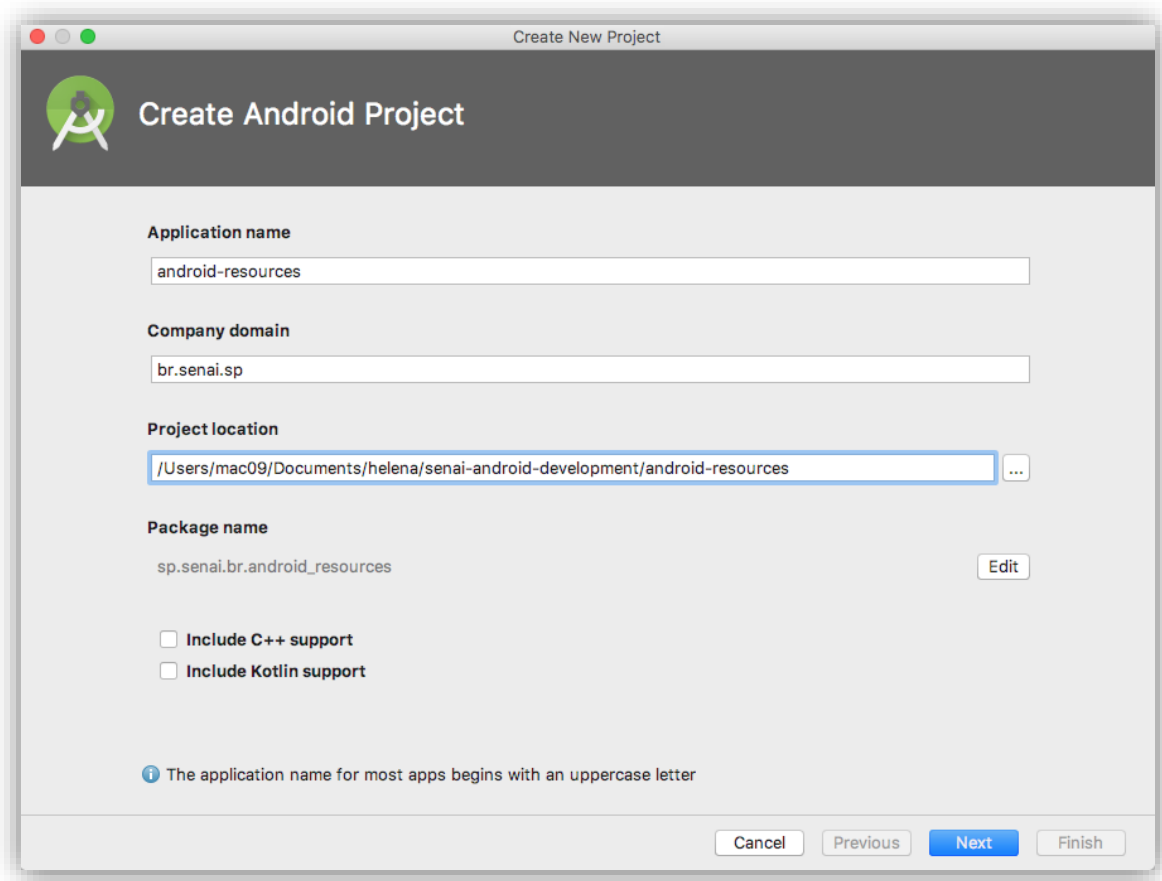 Create New Project
Create Android Project
Application name
android-resources
Company domain
br.senai.sp
Project location
/Users/mac09/Documents/helena/senai-android-development/android-resources
...
Package name
sp.senai.br.android_resources
Edit
Include C++ support
Include Kotlin support
The application name for most apps begins with an uppercase letter
Cancel Previous Next Finish